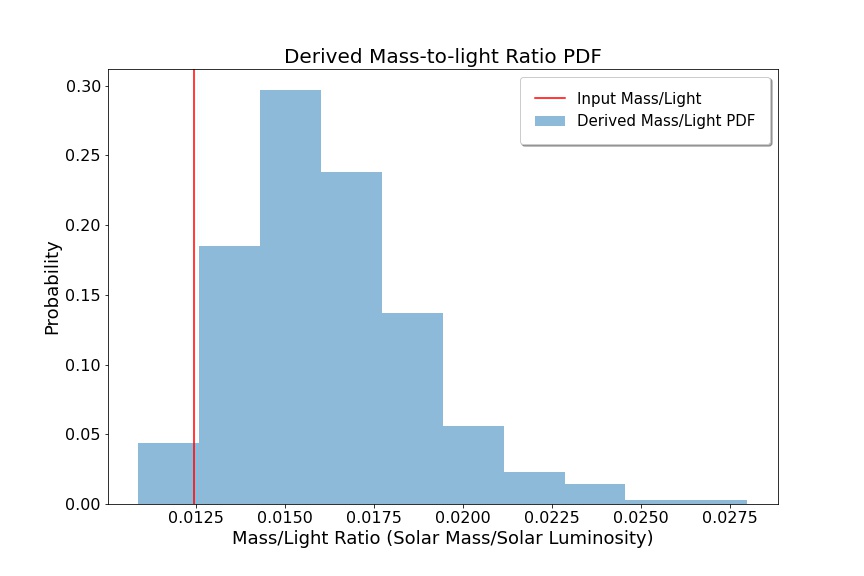 Derived Mass-to-light Ratio PDF
Input Mass/Light
Derived Mass/Light PDF
Probability
0.30
0.25
0.20
0.15
0.10
0.05
0.00
0.0125 0.0150 0.0175 0.0200 0.0225 0.0250 0.0275
Mass/Light Ratio (Solar Mass/Solar Luminosity)